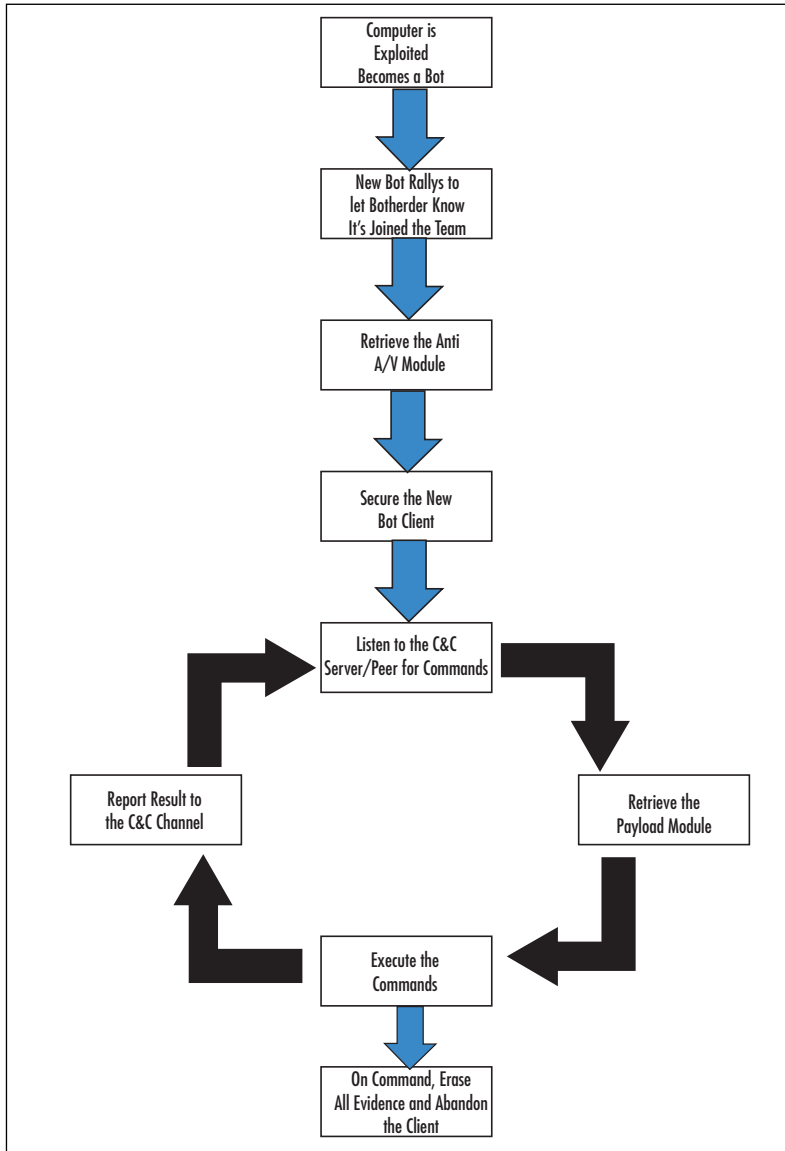 Computer is
Exploited
Becomes a Bot
New Bot Rallys to
let Botherder Know
It's Joined the Team
Retrieve the Anti
A/V Module
Secure the New
Bot Client
Listen to the C&C
Server/Peer for Commands
Report Result to
the C&C Channel
Retrieve the
Payload Module
Execute the
Commands
On Command, Erase
All Evidence and Abandon
the Client